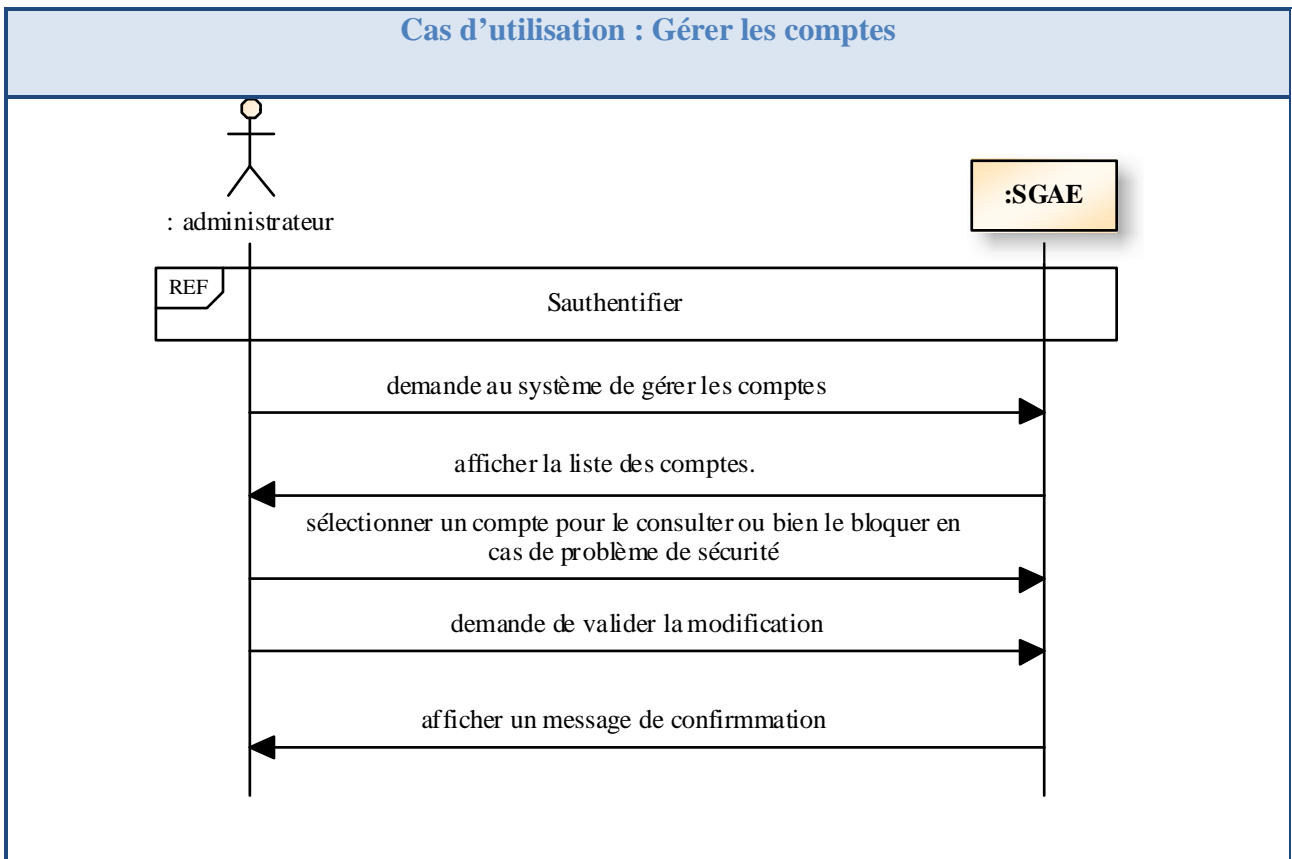 Cas d’utilisation : Gérer les comptes
: administrateur
:SGAE
REF
Sauthentifier
demande au système de gérer les comptes
afficher la liste des comptes.
sélectionner un compte pour le consulter ou bien le bloquer en
cas de problème de sécurité
demande de valider la modification
afficher un message de confirmmation